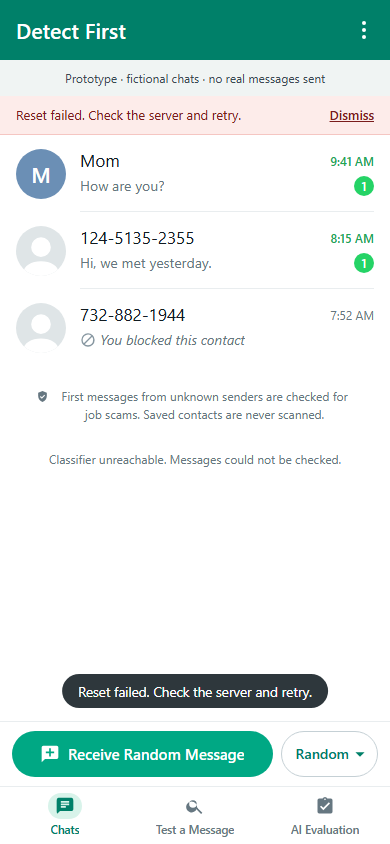 Detect First
Prototype · fictional chats · no real messages sent
Reset failed. Check the server and retry.
Dismiss
M
Mom
9:41 AM
How are you?
1
124-5135-2355
8:15 AM
Hi, we met yesterday.
1
732-882-1944
7:52 AM
You blocked this contact
First messages from unknown senders are checked for
job scams. Saved contacts are never scanned.
Classifier unreachable. Messages could not be checked.
Reset failed. Check the server and retry.
Receive Random Message
Random
Chats
Test a Message
AI Evaluation